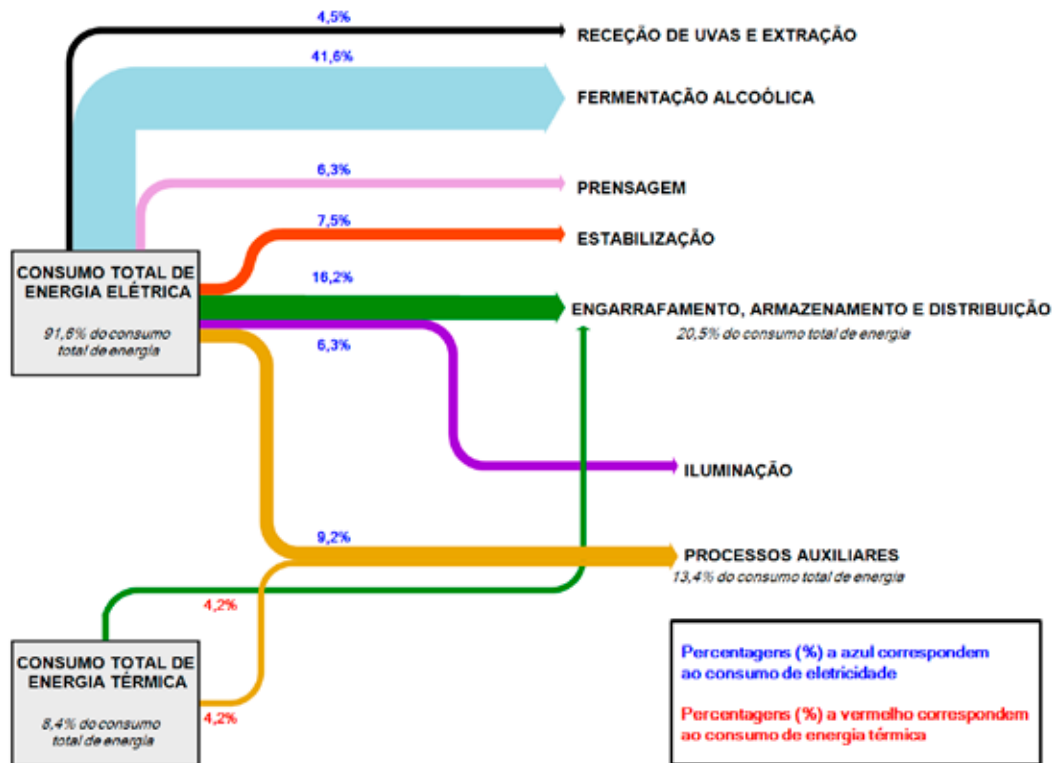 4,5%
RECEÇÃO DE UVAS E EXTRAÇÃO
41,6%
FERMENTAÇÃO ALCOÓLICA
6,3%
PRENSAGEM
7,5%
ESTABILIZAÇÃO
CONSUMO TOTAL DE
ENERGIA ELÉTRICA
91,6% do consumo
total de energia
16,2%
ENGARRAFAMENTO, ARMAZENAMENTO E DISTRIBUIÇÃO
20,5% do consumo total de energia
6,3%
ILUMINAÇÃO
9,2%
PROCESSOS AUXILIARES
13,4% do consumo total de energia
4,2%
CONSUMO TOTAL DE
ENERGIA TÉRMICA
8,4% do consumo
total de energia
4,2%
Percentagens (%) a azul correspondem
ao consumo de eletricidade
Percentagens (%) a vermelho correspondem
ao consumo de energia térmica